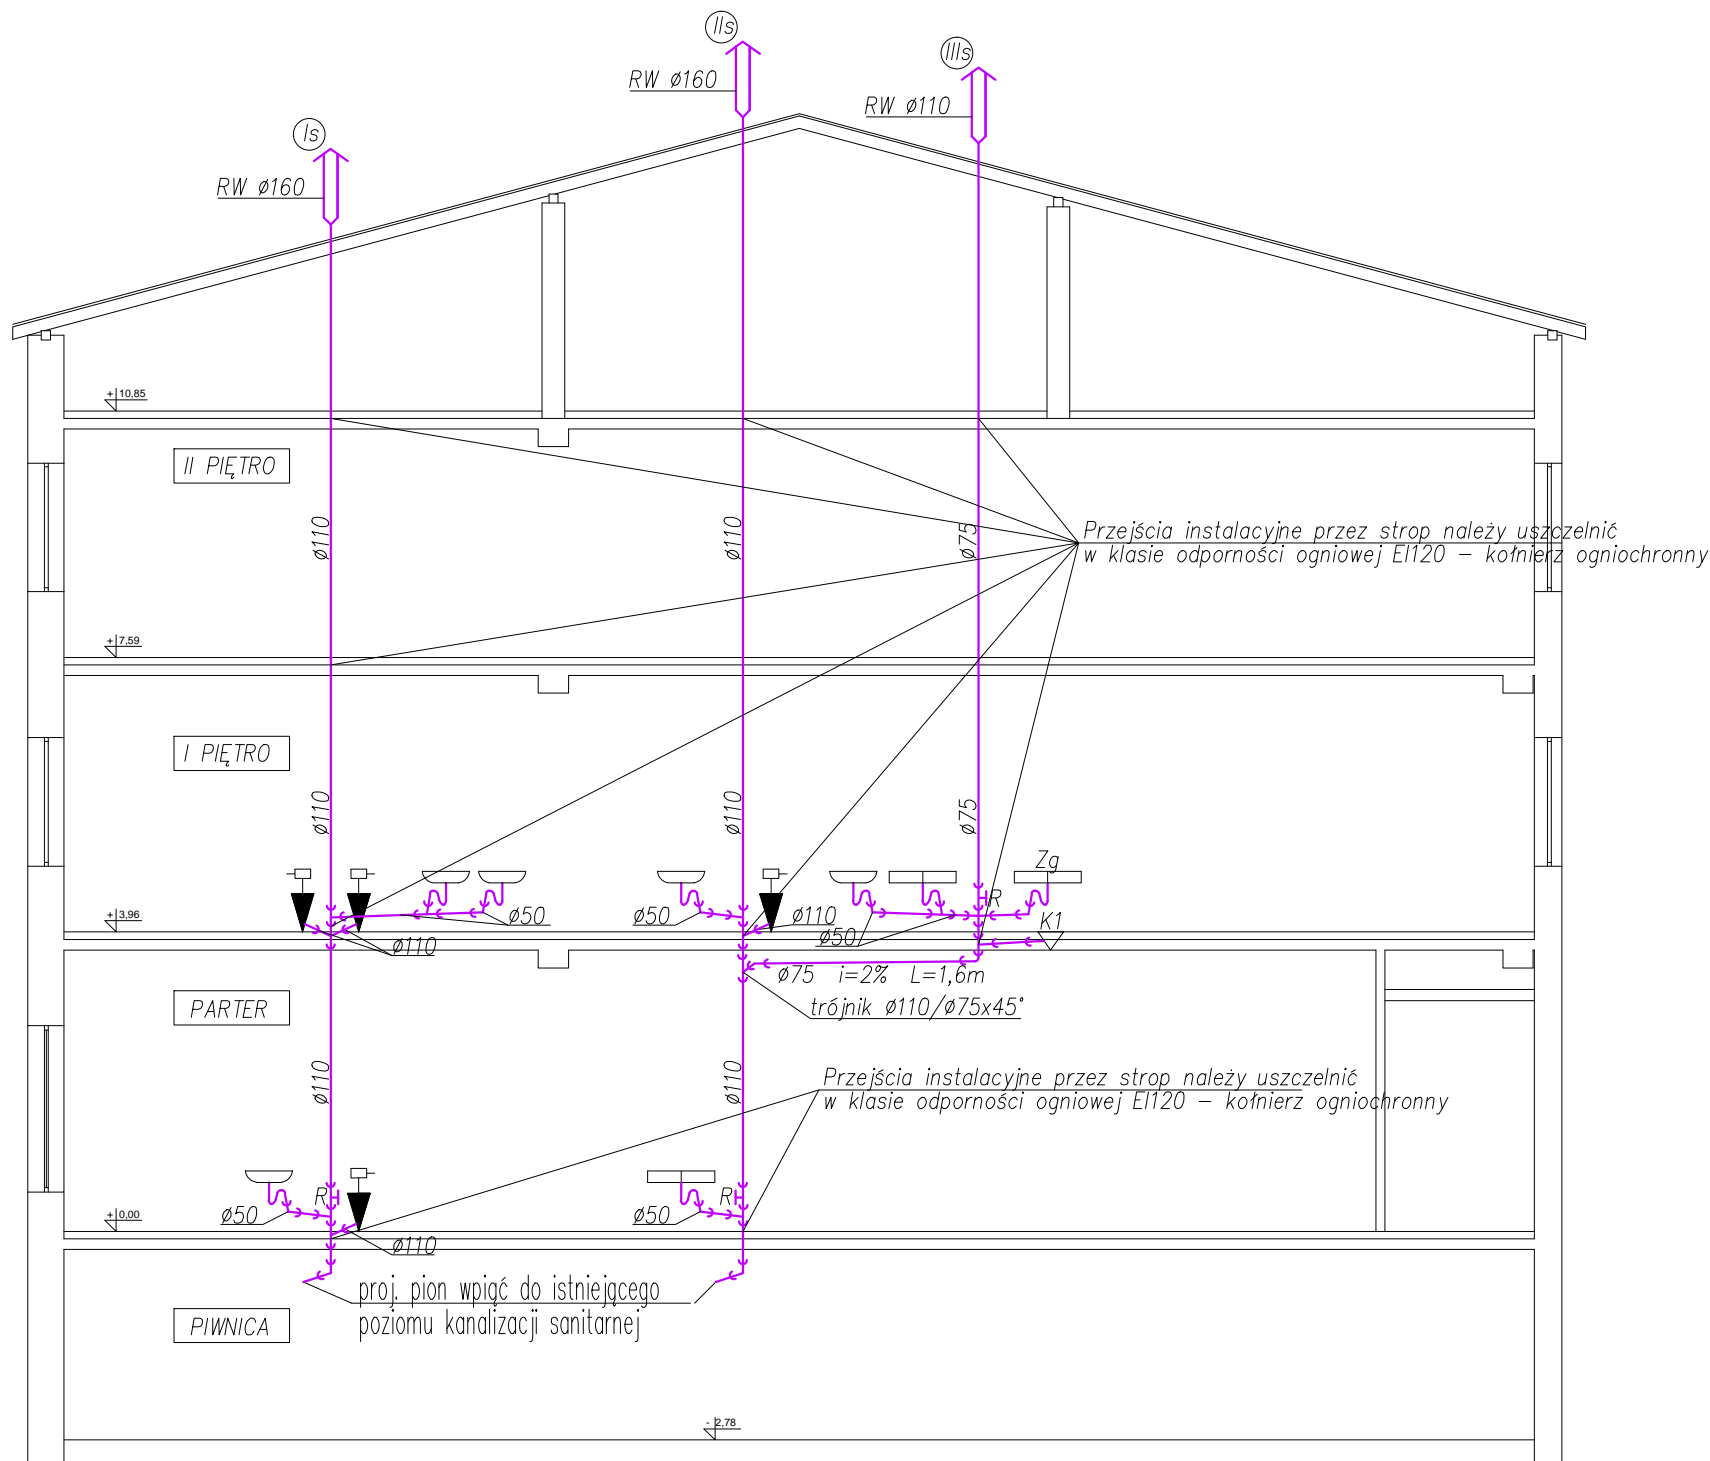 IIs
IIIs
RW ø160
RW ø110
Is
RW ø160
+10,85
II PIĘTRO
ø110
ø110
ø75
Przejścia instalacyjne przez strop należy uszczelnić
w klasie odporności ogniowej EI120 – kołnierz ogniochronny
+7,59
I PIĘTRO
ø110
ø110
ø75
Zg
R
+3,96
ø50
ø50
ø110
ø50
K1
ø110
ø75 i=2% L=1,6m
trójnik ø110/ø75x45°
PARTER
ø110
ø110
Przejścia instalacyjne przez strop należy uszczelnić
w klasie odporności ogniowej EI120 – kołnierz ogniochronny
R
R
+0,00
ø50
ø50
ø110
proj. pion wpiąć do istniejącego
poziomu kanalizacji sanitarnej
PIWNICA
- 2,78